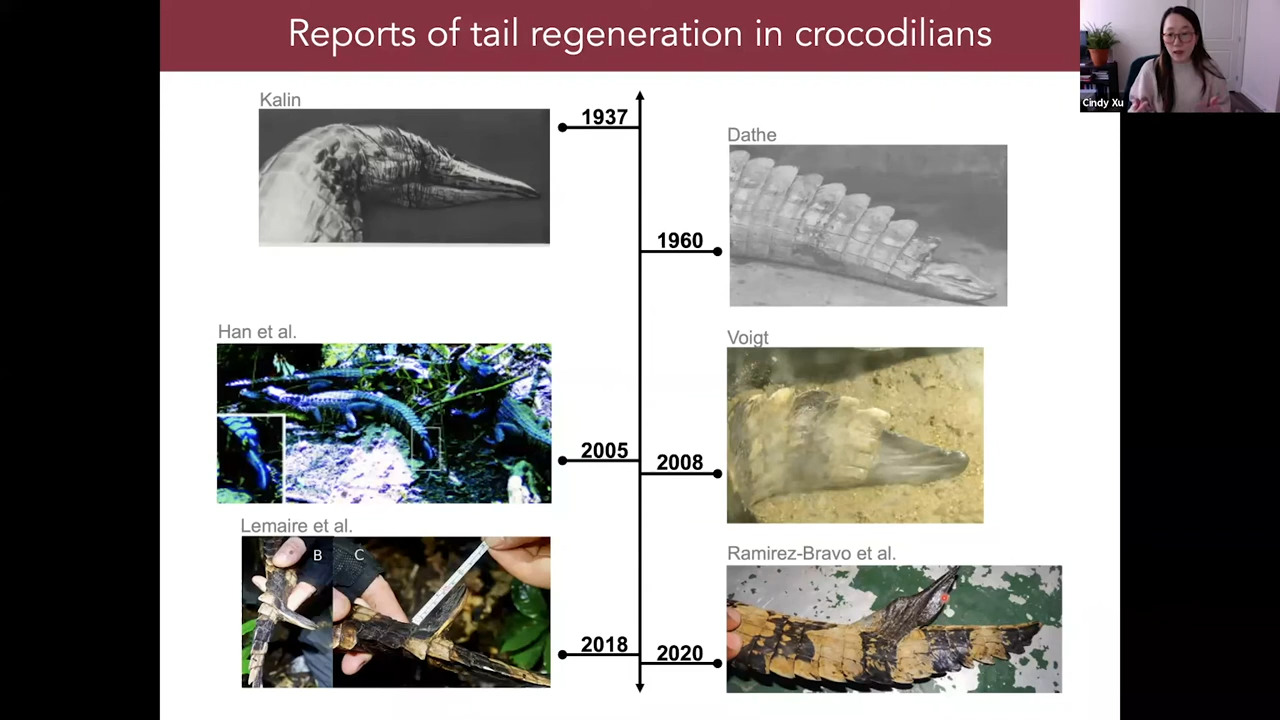 Reports of tail regeneration in crocodilians
Cindy Xu
Kalin
1937
Dathe
1960
Han et al.
2005
Voigt
2008
Lemaire et al.
B
C
2018
Ramirez-Bravo et al.
2020